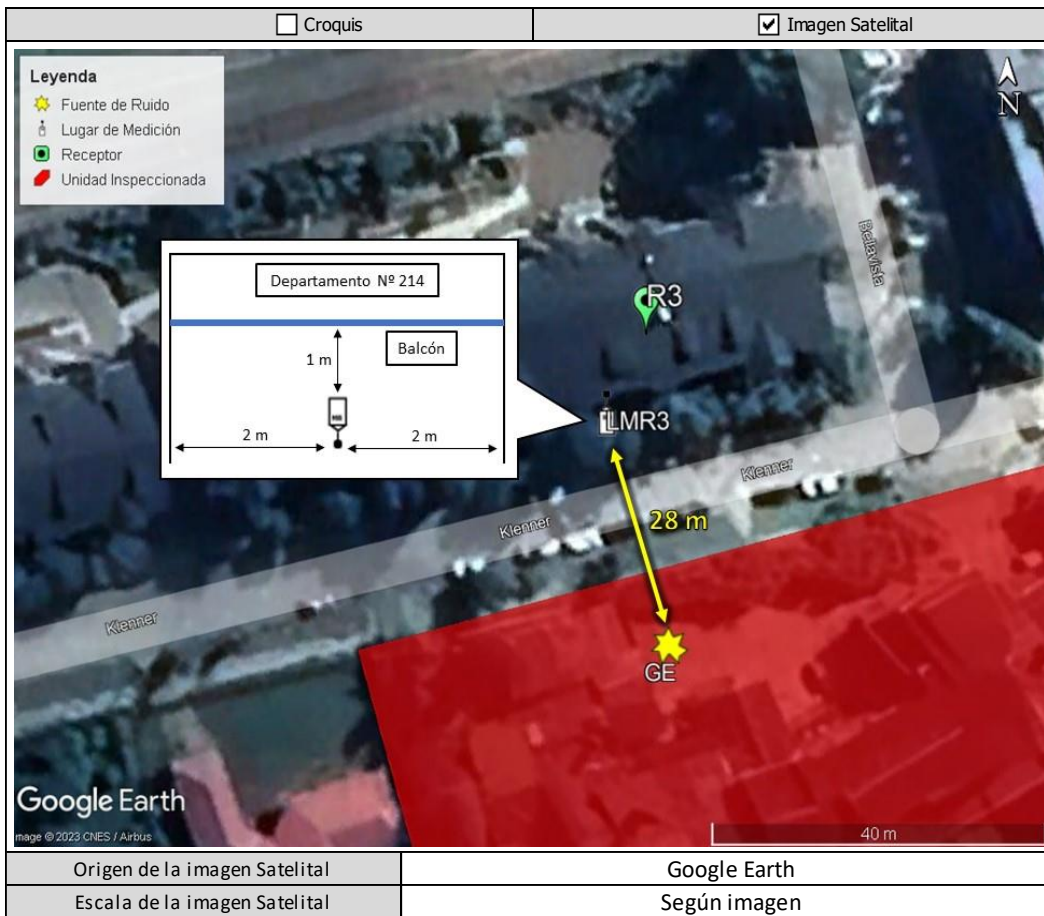 Croquis
Imagen Satelital
Leyenda
Fuente de Ruido
Lugar de Medición
Receptor
Unidad Inspeccionada
N
Bellavista
Departamento Nº 214
Balcón
1 m
2 m
2 m
R3
LMR3
Klenner
Klenner
Klenner
28 m
GE
Google Earth
mage © 2023 CNES / Airbus
40 m
Origen de la imagen Satelital
Google Earth
Escala de la imagen Satelital
Según imagen